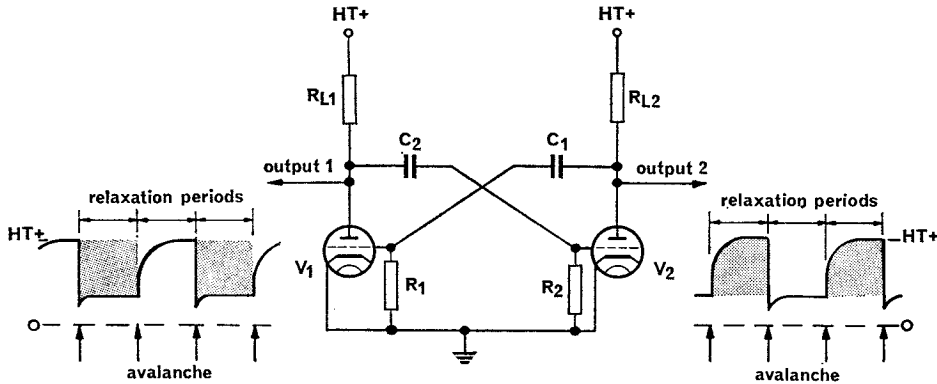 HT+
HT+
RL1
RL2
C2
C1
output 1
output 2
relaxation periods
relaxation periods
HT+
HT+
V1
R1
R2
V2
avalanche
avalanche